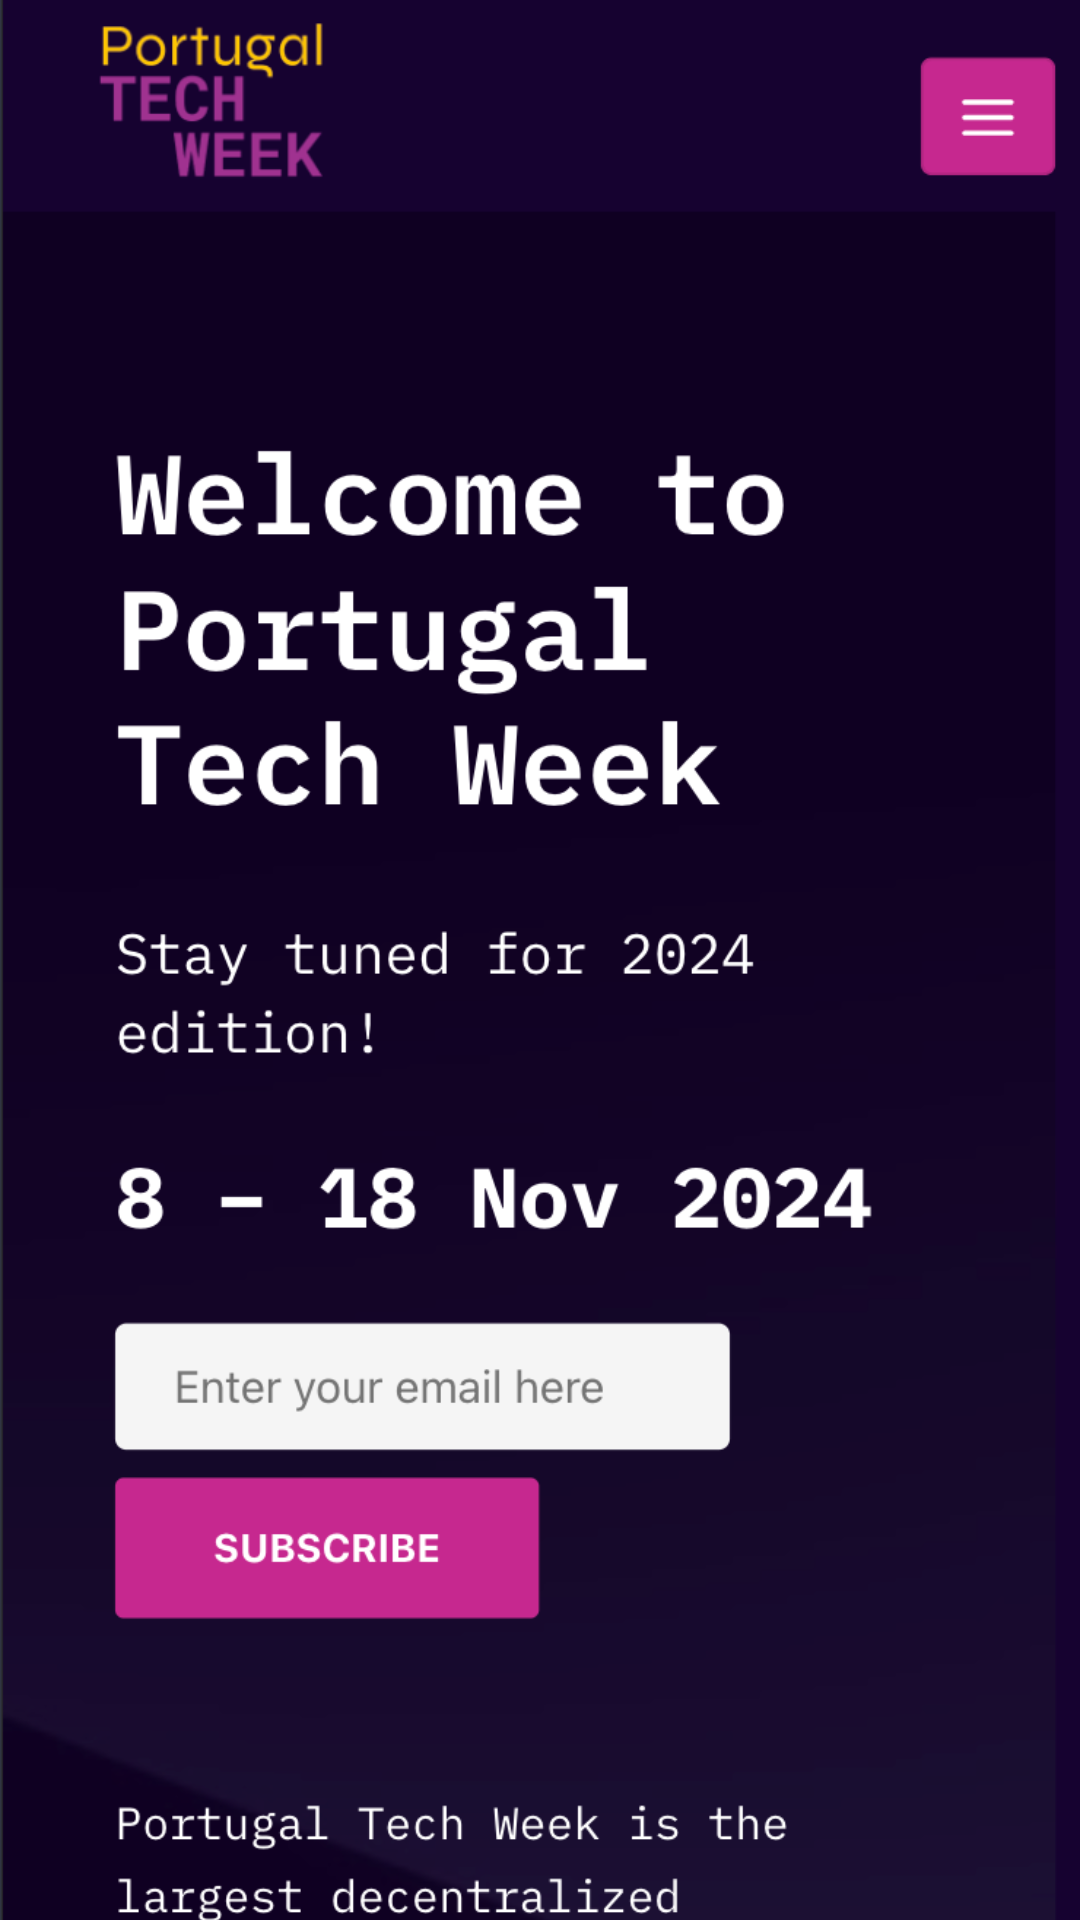 Portugal
TECH
WEEK
Welcome to
Portugal
Tech Week
Stay tuned for 2024
edition!
8 – 18 Nov 2024
Enter your email here
SUBSCRIBE
Portugal Tech Week is the
largest decentralized